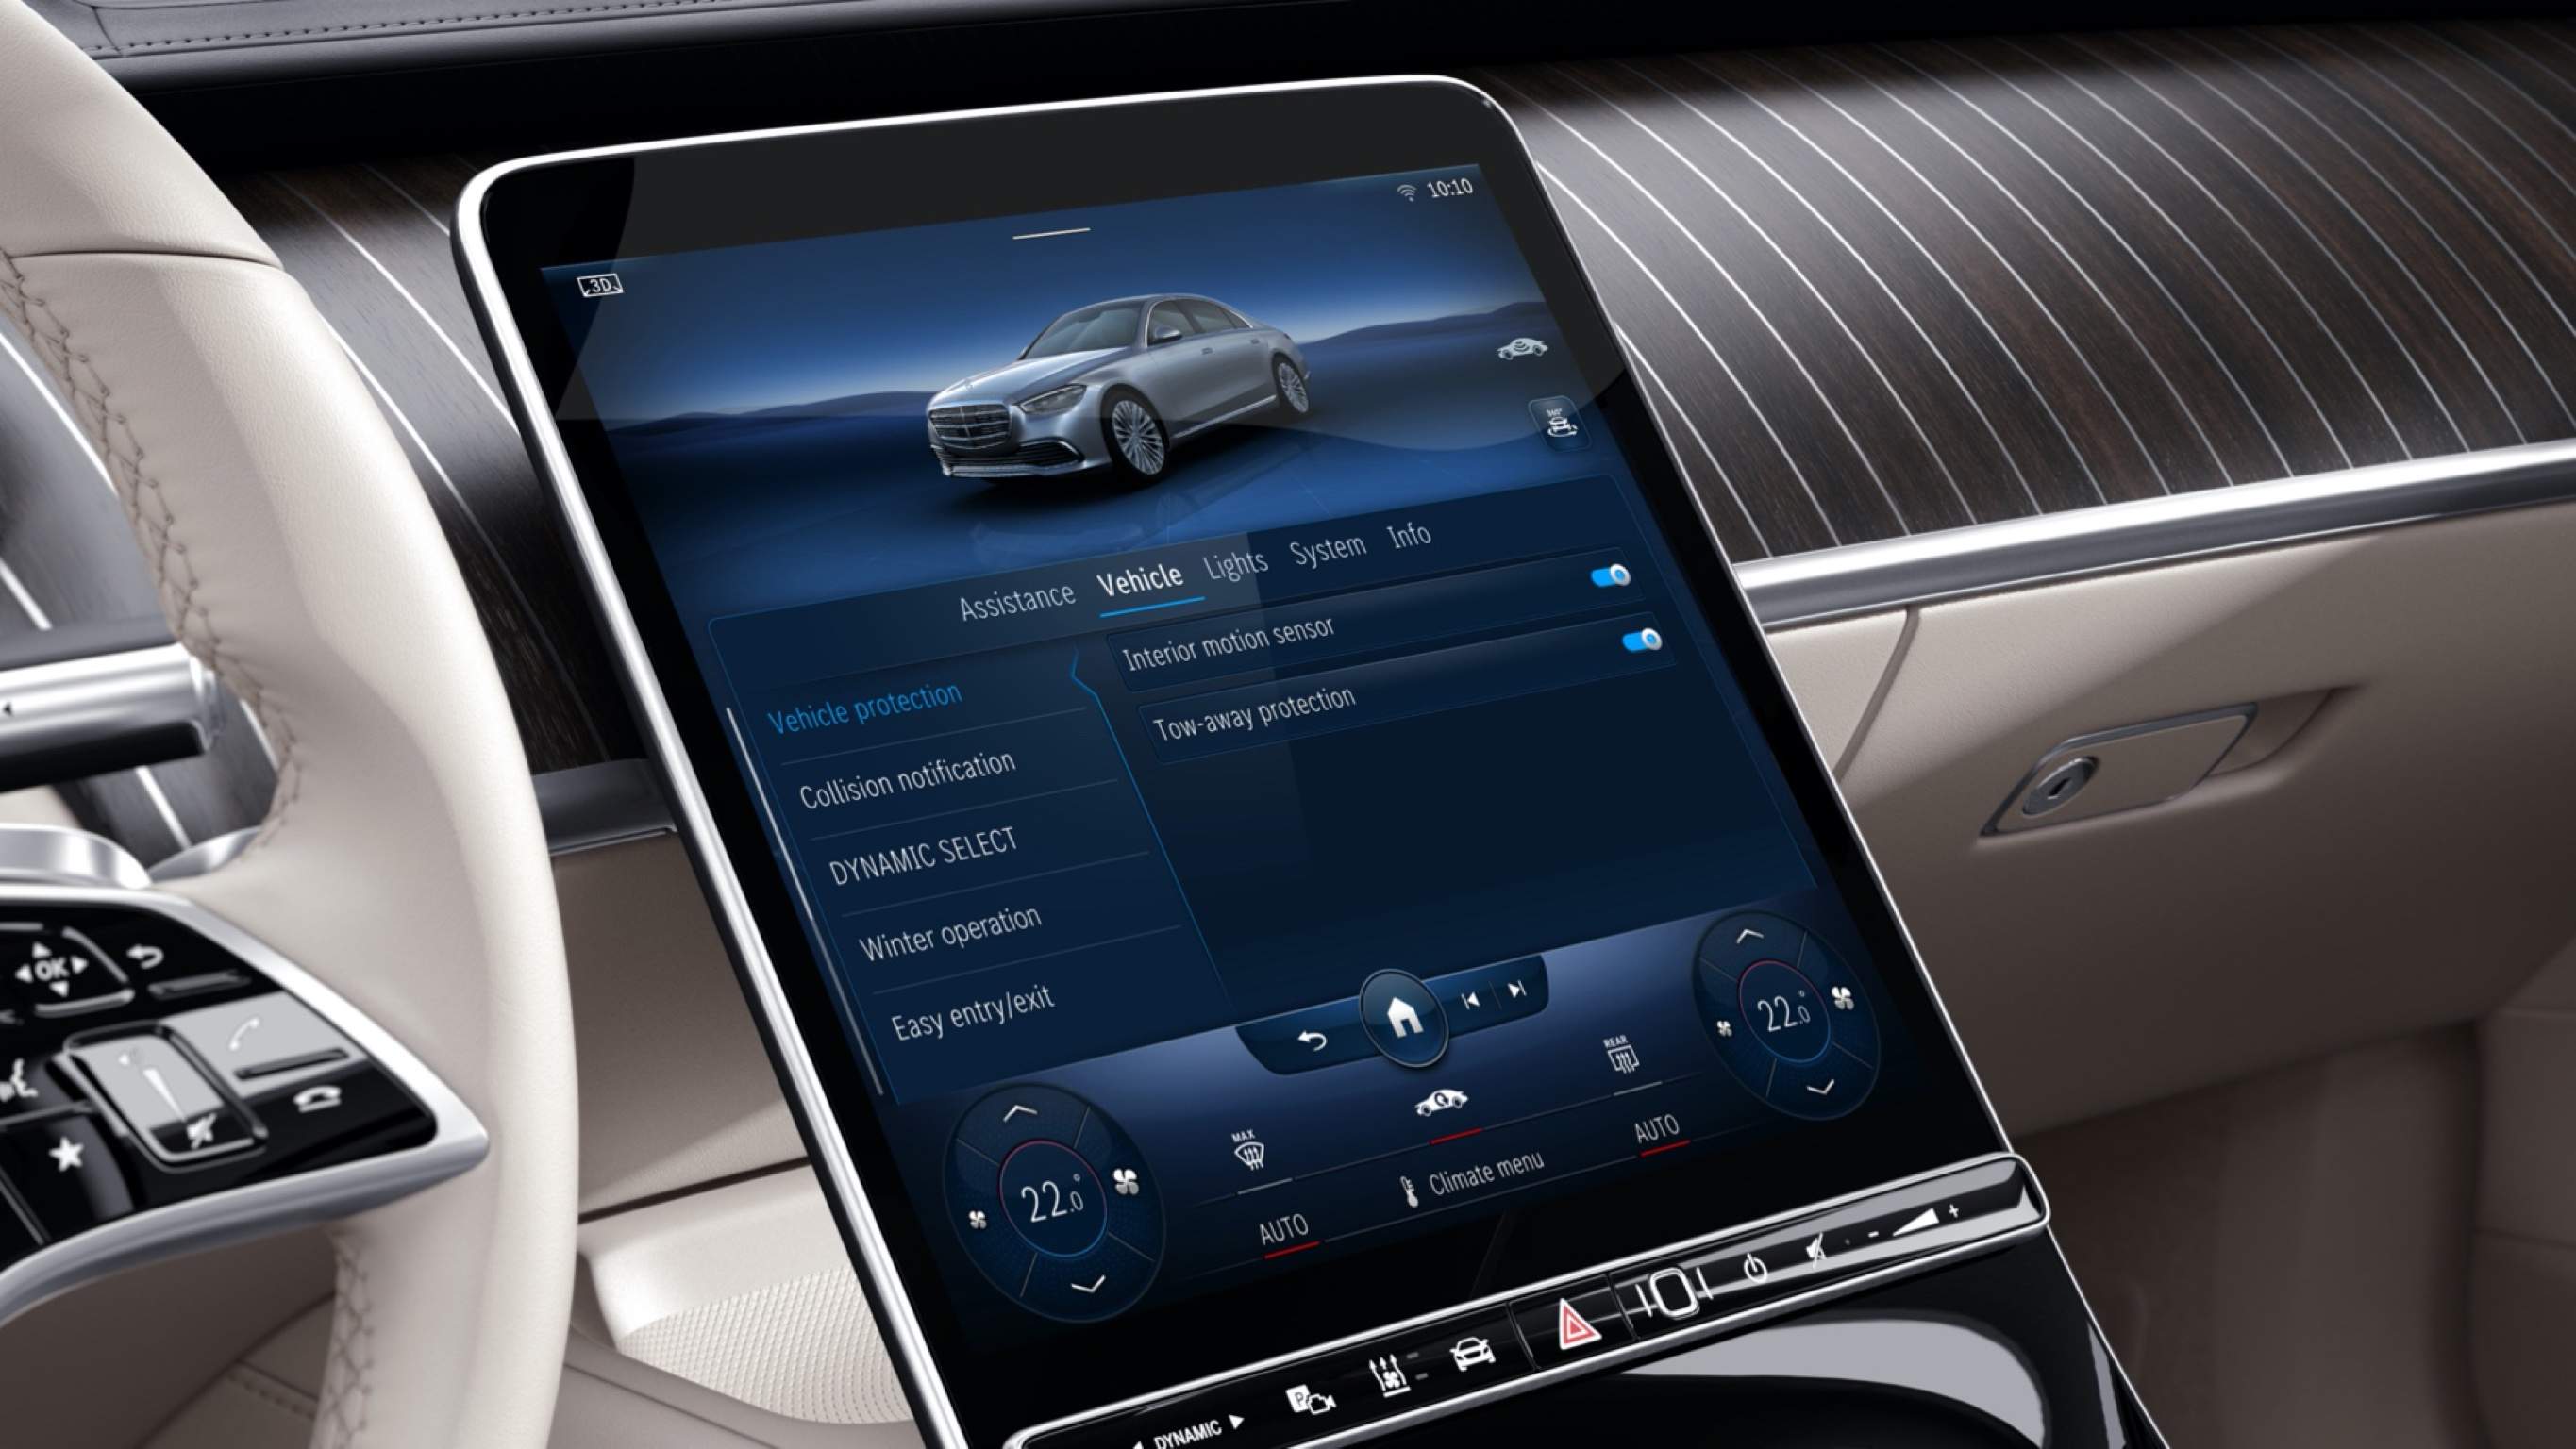 10:10
3D
360°
Assistance Vehicle Lights System Info
Vehicle protection
Collision notification
DYNAMIC SELECT
Winter operation
Easy entry/exit
Interior motion sensor
Tow-away protection
OK
22.0°
22.0°
REAR
MAX
AUTO
Climate menu
AUTO
DYNAMIC
P
- +